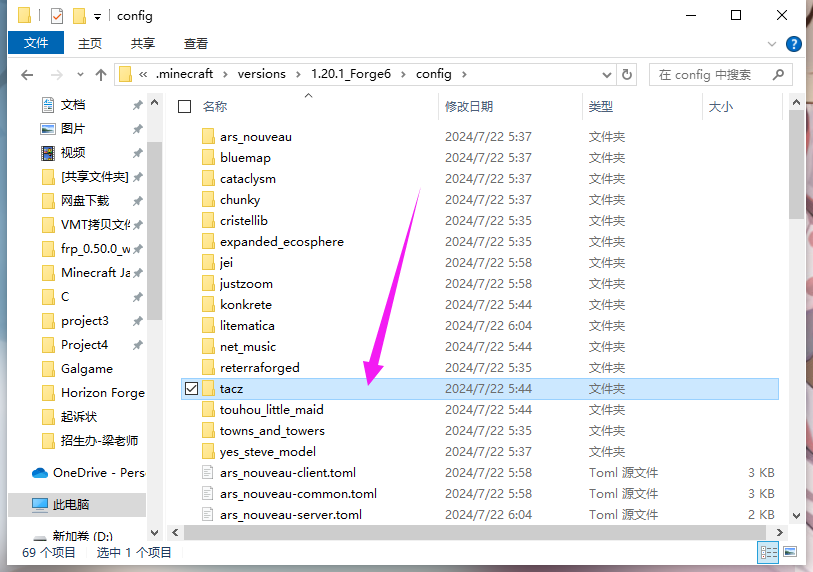 config
文件 主页 共享 查看
« .minecraft › versions › 1.20.1_Forge6 › config ›
在 config 中搜索
文档
图片
视频
[共享文件夹]
网盘下载
VMT拷贝文件
frp_0.50.0_w
Minecraft Ja
C
project3
Project4
Galgame
Horizon Forge
起诉状
招生办-梁老师
OneDrive - Pers
此电脑
新加卷 (D:)
名称 修改日期 类型 大小
ars_nouveau 2024/7/22 5:37 文件夹
bluemap 2024/7/22 5:37 文件夹
cataclysm 2024/7/22 5:37 文件夹
chunky 2024/7/22 5:37 文件夹
cristellib 2024/7/22 5:35 文件夹
expanded_ecosphere 2024/7/22 5:35 文件夹
jei 2024/7/22 5:58 文件夹
justzoom 2024/7/22 5:58 文件夹
konkrete 2024/7/22 5:44 文件夹
litematica 2024/7/22 6:04 文件夹
net_music 2024/7/22 5:44 文件夹
reterraforged 2024/7/22 5:35 文件夹
tacz 2024/7/22 5:44 文件夹
touhou_little_maid 2024/7/22 5:44 文件夹
towns_and_towers 2024/7/22 5:35 文件夹
yes_steve_model 2024/7/22 5:44 文件夹
ars_nouveau-client.toml 2024/7/22 5:58 Toml 源文件 3 KB
ars_nouveau-common.toml 2024/7/22 5:58 Toml 源文件 3 KB
ars_nouveau-server.toml 2024/7/22 6:04 Toml 源文件 2 KB
69 个项目 选中 1 个项目